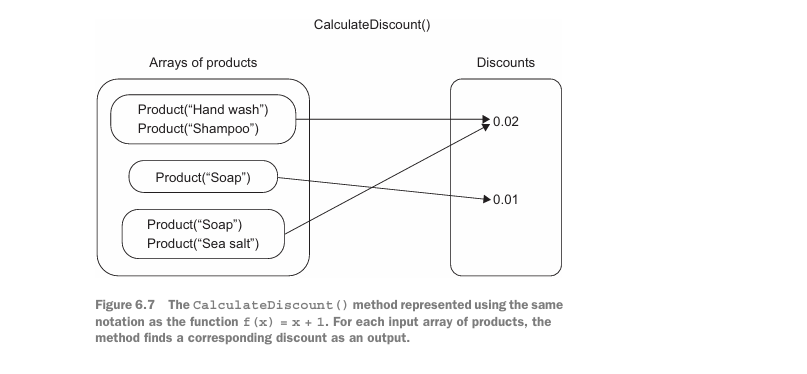 CalculateDiscount()
Arrays of products
Discounts
Product(“Hand wash”)
Product(“Shampoo”)
0.02
Product(“Soap”)
0.01
Product(“Soap”)
Product(“Sea salt”)
Figure 6.7 The CalculateDiscount() method represented using the same
notation as the function f(x) = x + 1. For each input array of products, the
method finds a corresponding discount as an output.